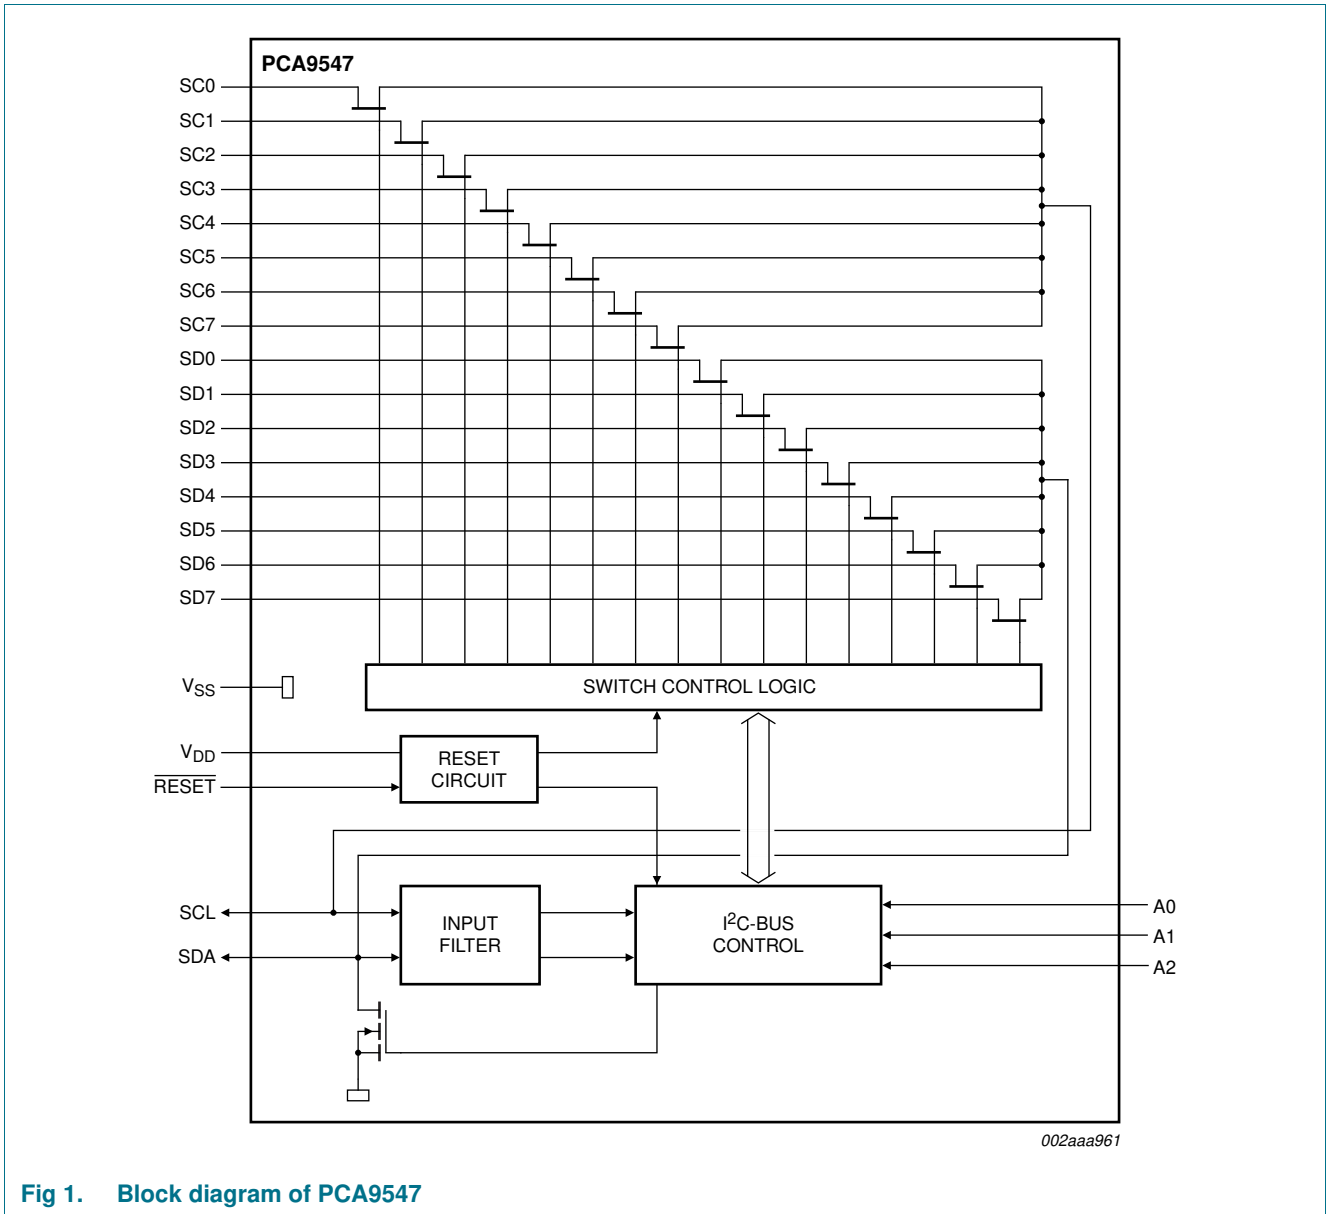 PCA9547
SC0
SC1
SC2
SC3
SC4
SC5
SC6
SC7
SD0
SD1
SD2
SD3
SD4
SD5
SD6
SD7
VSS
SWITCH CONTROL LOGIC
VDD
RESET
RESET
CIRCUIT
SCL
SDA
INPUT
FILTER
I2C-BUS
CONTROL
A0
A1
A2
002aaa961
Fig 1. Block diagram of PCA9547